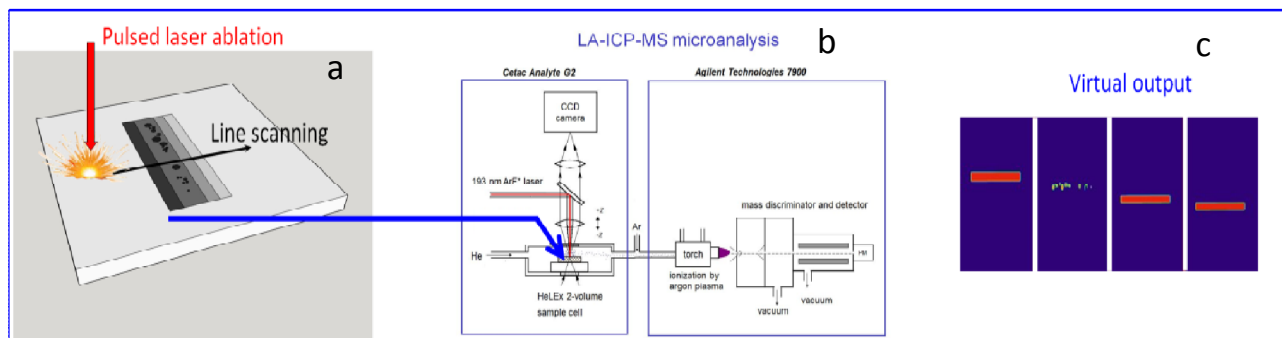 Pulsed laser ablation
a
Line scanning
LA-ICP-MS microanalysis
b
Cetac Analyte G2
Agilent Technologies 7900
CCD
camera
193 nm ArF* laser
He
HeLEx 2-volume
sample cell
Ar
torch
ionization by
argon plasma
mass discriminator and detector
PM
vacuum
vacuum
c
Virtual output